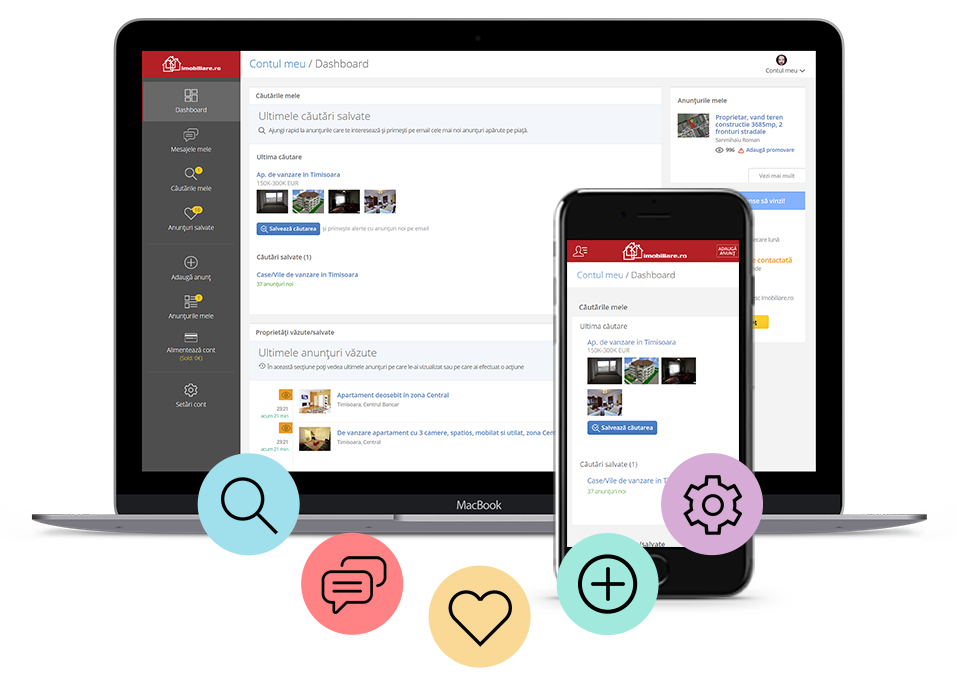 imobiliare.ro
Contul meu / Dashboard
Contul meu
Dashboard
Mesajele mele
Căutările mele
Anunțuri salvate
Adaugă anunț
Anunțurile mele
Alimentează cont
(Sold: 0€)
Setări cont
Căutările mele
Ultimele căutări salvate
Ajungi rapid la anunțurile care te interesează și primești pe email cele mai noi anunțuri apărute pe piață.
Ultima căutare
Ap. de vanzare in Timisoara
150K-300K EUR
Salvează căutarea și primește alerte cu anunțuri noi pe email
Căutări salvate (1)
Case/Vile de vanzare in Timisoara
37 anunțuri noi
Proprietăți văzute/salvate
Ultimele anunțuri văzute
În această secțiune poți vedea ultimele anunțuri pe care le-ai vizualizat sau pe care ai efectuat o acțiune
23:21
acum 21 min
Apartament deosebit in zona Central
Timisoara, Centrul Bancar
23:21
acum 21 min
De vanzare apartament cu 3 camere, spatios, mobilat si utilat, zona Cen
Timisoara, Central
Anunțurile mele
Proprietar, vand teren
constructie 3685mp, 2
fronturi stradale
Sanmihaiu Roman
996 Adaugă promovare
Vezi mai mult
mse să vinzi!
ecare lună
e contactată
nde
esc Imobiliare.ro
MacBook
imobiliare.ro
ADAUGĂ
ANUNȚ
Contul meu / Dashboard
Căutările mele
Ultima căutare
Ap. de vanzare in Timisoara
150K-300K EUR
Salvează căutarea
Căutări salvate (1)
Case/Vile de vanzare in T
37 anunțuri noi
/salvate